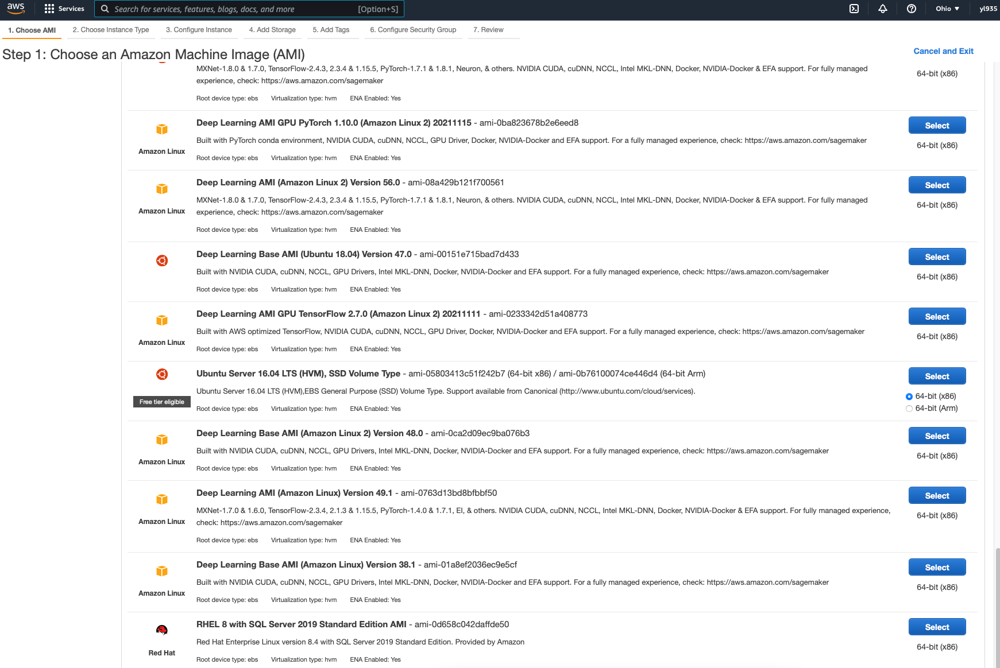 aws
Services
Search for services, features, blogs, docs, and more [Option+S]
Ohio ▼
yl935
1. Choose AMI
2. Choose Instance Type
3. Configure Instance
4. Add Storage
5. Add Tags
6. Configure Security Group
7. Review
Step 1: Choose an Amazon Machine Image (AMI)
Cancel and Exit
MXNet-1.8.0 & 1.7.0, TensorFlow-2.4.3, 2.3.4 & 1.15.5, PyTorch-1.7.1 & 1.8.1, Neuron, & others. NVIDIA CUDA, cuDNN, NCCL, Intel MKL-DNN, Docker, NVIDIA-Docker & EFA support. For fully managed
experience, check: https://aws.amazon.com/sagemaker
64-bit (x86)
Root device type: ebs Virtualization type: hvm ENA Enabled: Yes
Amazon Linux
Deep Learning AMI GPU PyTorch 1.10.0 (Amazon Linux 2) 20211115 - ami-0ba823678b2e6eed8
Built with PyTorch conda environment, NVIDIA CUDA, cuDNN, NCCL, GPU Driver, Docker, NVIDIA-Docker and EFA support. For a fully managed experience, check: https://aws.amazon.com/sagemaker
Root device type: ebs Virtualization type: hvm ENA Enabled: Yes
Select
64-bit (x86)
Amazon Linux
Deep Learning AMI (Amazon Linux 2) Version 56.0 - ami-08a429b121f700561
MXNet-1.8.0 & 1.7.0, TensorFlow-2.4.3, 2.3.4 & 1.15.5, PyTorch-1.7.1 & 1.8.1, Neuron, & others. NVIDIA CUDA, cuDNN, NCCL, Intel MKL-DNN, Docker, NVIDIA-Docker & EFA support. For fully managed
experience, check: https://aws.amazon.com/sagemaker
Root device type: ebs Virtualization type: hvm ENA Enabled: Yes
Select
64-bit (x86)
Deep Learning Base AMI (Ubuntu 18.04) Version 47.0 - ami-00151e715bad7d433
Built with NVIDIA CUDA, cuDNN, NCCL, GPU Drivers, Intel MKL-DNN, Docker, NVIDIA-Docker and EFA support. For a fully managed experience, check: https://aws.amazon.com/sagemaker
Root device type: ebs Virtualization type: hvm ENA Enabled: Yes
Select
64-bit (x86)
Amazon Linux
Deep Learning AMI GPU TensorFlow 2.7.0 (Amazon Linux 2) 20211111 - ami-0233342d51a408773
Built with AWS optimized TensorFlow, NVIDIA CUDA, cuDNN, NCCL, GPU Driver, Docker, NVIDIA-Docker and EFA support. For a fully managed experience, check: https://aws.amazon.com/sagemaker
Root device type: ebs Virtualization type: hvm ENA Enabled: Yes
Select
64-bit (x86)
Free tier eligible
Ubuntu Server 16.04 LTS (HVM), SSD Volume Type - ami-05803413c51f242b7 (64-bit x86) / ami-0b76100074ce446d4 (64-bit Arm)
Ubuntu Server 16.04 LTS (HVM),EBS General Purpose (SSD) Volume Type. Support available from Canonical (http://www.ubuntu.com/cloud/services).
Root device type: ebs Virtualization type: hvm ENA Enabled: Yes
Select
64-bit (x86)
64-bit (Arm)
Amazon Linux
Deep Learning Base AMI (Amazon Linux 2) Version 48.0 - ami-0ca2d09ec9ba076b3
Built with NVIDIA CUDA, cuDNN, NCCL, GPU Drivers, Intel MKL-DNN, Docker, NVIDIA-Docker and EFA support. For a fully managed experience, check: https://aws.amazon.com/sagemaker
Root device type: ebs Virtualization type: hvm ENA Enabled: Yes
Select
64-bit (x86)
Amazon Linux
Deep Learning AMI (Amazon Linux) Version 49.1 - ami-0763d13bd8bfbbf50
MXNet-1.7.0 & 1.6.0, TensorFlow-2.3.4, 2.1.3 & 1.15.5, PyTorch-1.4.0 & 1.7.1, EI, & others. NVIDIA CUDA, cuDNN, NCCL, Intel MKL-DNN, Docker, NVIDIA-Docker & EFA support. For fully managed experience,
check: https://aws.amazon.com/sagemaker
Root device type: ebs Virtualization type: hvm ENA Enabled: Yes
Select
64-bit (x86)
Amazon Linux
Deep Learning Base AMI (Amazon Linux) Version 38.1 - ami-01a8ef2036ec9e5cf
Built with NVIDIA CUDA, cuDNN, NCCL, GPU Drivers, Intel MKL-DNN, Docker, NVIDIA-Docker and EFA support. For a fully managed experience, check: https://aws.amazon.com/sagemaker
Root device type: ebs Virtualization type: hvm ENA Enabled: Yes
Select
64-bit (x86)
Red Hat
RHEL 8 with SQL Server 2019 Standard Edition AMI - ami-0d658c042daffde50
Red Hat Enterprise Linux version 8.4 with SQL Server 2019 Standard Edition. Provided by Amazon
Root device type: ebs Virtualization type: hvm ENA Enabled: Yes
Select
64-bit (x86)